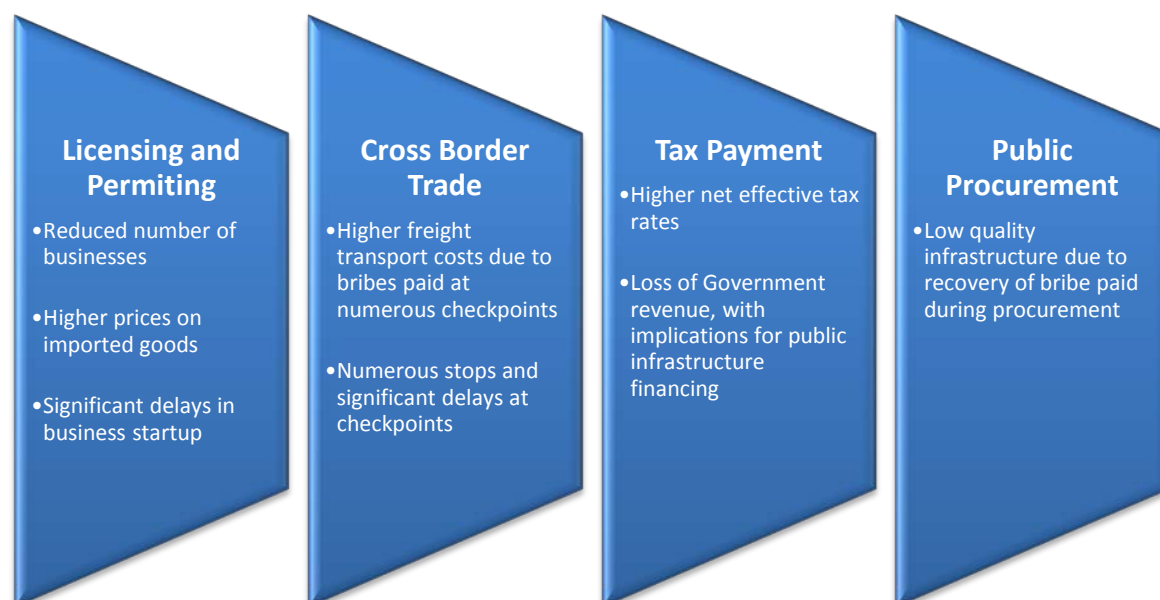 Licensing and
Permiting
•Reduced number of
businesses
•Higher prices on
imported goods
•Significant delays in
business startup
Cross Border
Trade
•Higher freight
transport costs due to
bribes paid at
numerous checkpoints
•Numerous stops and
significant delays at
checkpoints
Tax Payment
•Higher net effective tax
rates
•Loss of Government
revenue, with
implications for public
infrastructure
financing
Public
Procurement
•Low quality
infrastructure due to
recovery of bribe paid
during procurement